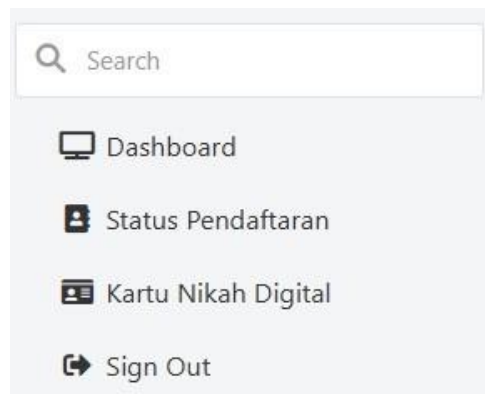 Search
Dashboard
Status Pendaftaran
Kartu Nikah Digital
Sign Out